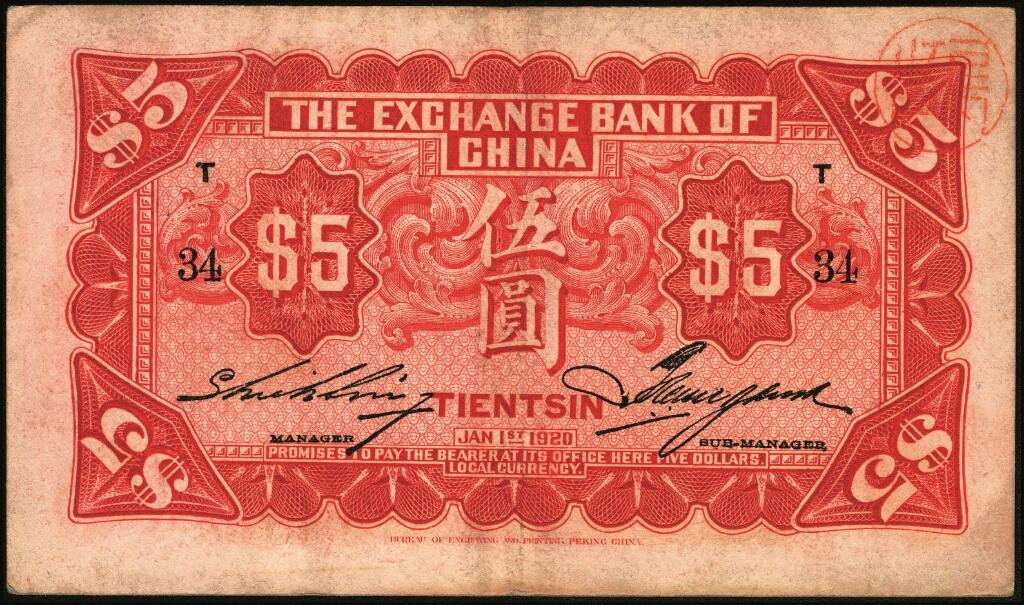 $5
$5
THE EXCHANGE BANK OF
CHINA
T
T
伍
圓
34
$5
$5
34
TIENTSIN
MANAGER
JAN 1ST 1920
SUB-MANAGER
PROMISES TO PAY THE BEARER AT ITS OFFICE HERE FIVE DOLLARS.
LOCAL CURRENCY.
$5
$5
BUREAU OF ENGRAVING AND PRINTING, PEKING CHINA.